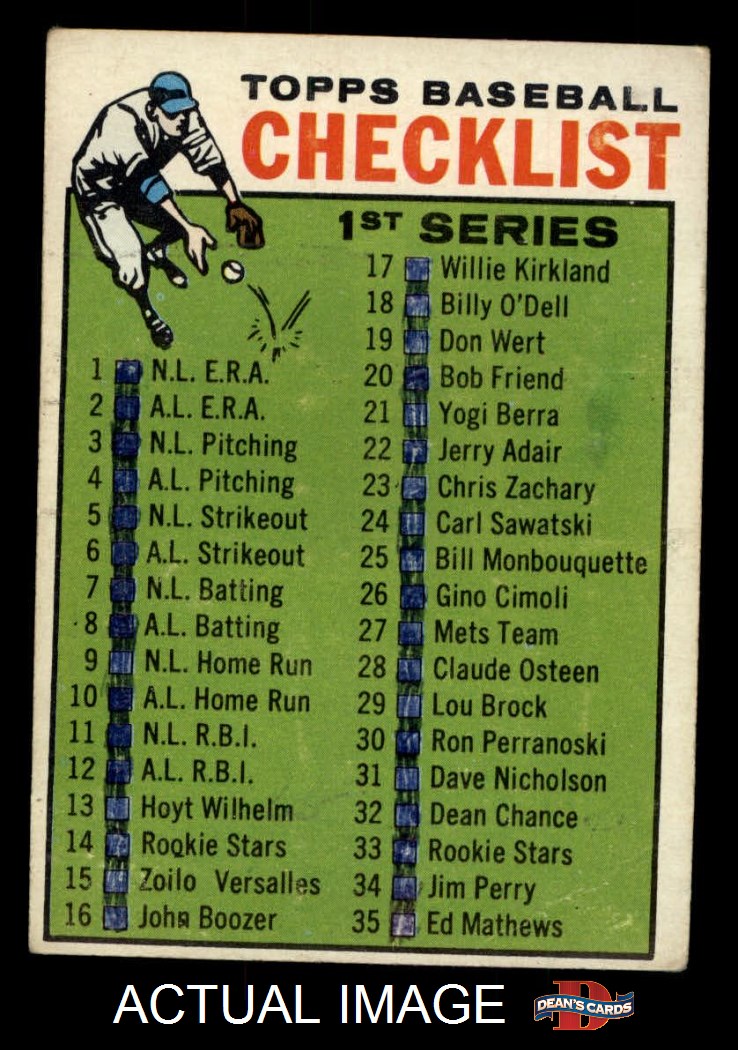 TOPPS BASEBALL
CHECKLIST
1ST SERIES
1 N.L. E.R.A.
2 A.L. E.R.A.
3 N.L. Pitching
4 A.L. Pitching
5 N.L. Strikeout
6 A.L. Strikeout
7 N.L. Batting
8 A.L. Batting
9 N.L. Home Run
10 A.L. Home Run
11 N.L. R.B.I.
12 A.L. R.B.I.
13 Hoyt Wilhelm
14 Rookie Stars
15 Zoilo Versalles
16 John Boozer
17 Willie Kirkland
18 Billy O'Dell
19 Don Wert
20 Bob Friend
21 Yogi Berra
22 Jerry Adair
23 Chris Zachary
24 Carl Sawatski
25 Bill Monbouquette
26 Gino Cimoli
27 Mets Team
28 Claude Osteen
29 Lou Brock
30 Ron Perranoski
31 Dave Nicholson
32 Dean Chance
33 Rookie Stars
34 Jim Perry
35 Ed Mathews
ACTUAL IMAGE
D
DEAN'S CARDS